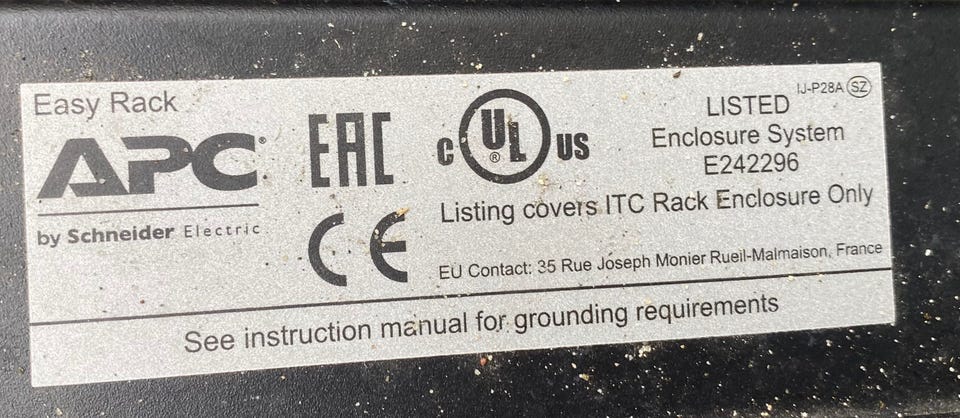 Easy Rack
APC
by Schneider Electric
EAC
CE
c UL® US
IJ-P28A SZ
LISTED
Enclosure System
E242296
Listing covers ITC Rack Enclosure Only
EU Contact: 35 Rue Joseph Monier Rueil-Malmaison, France
See instruction manual for grounding requirements